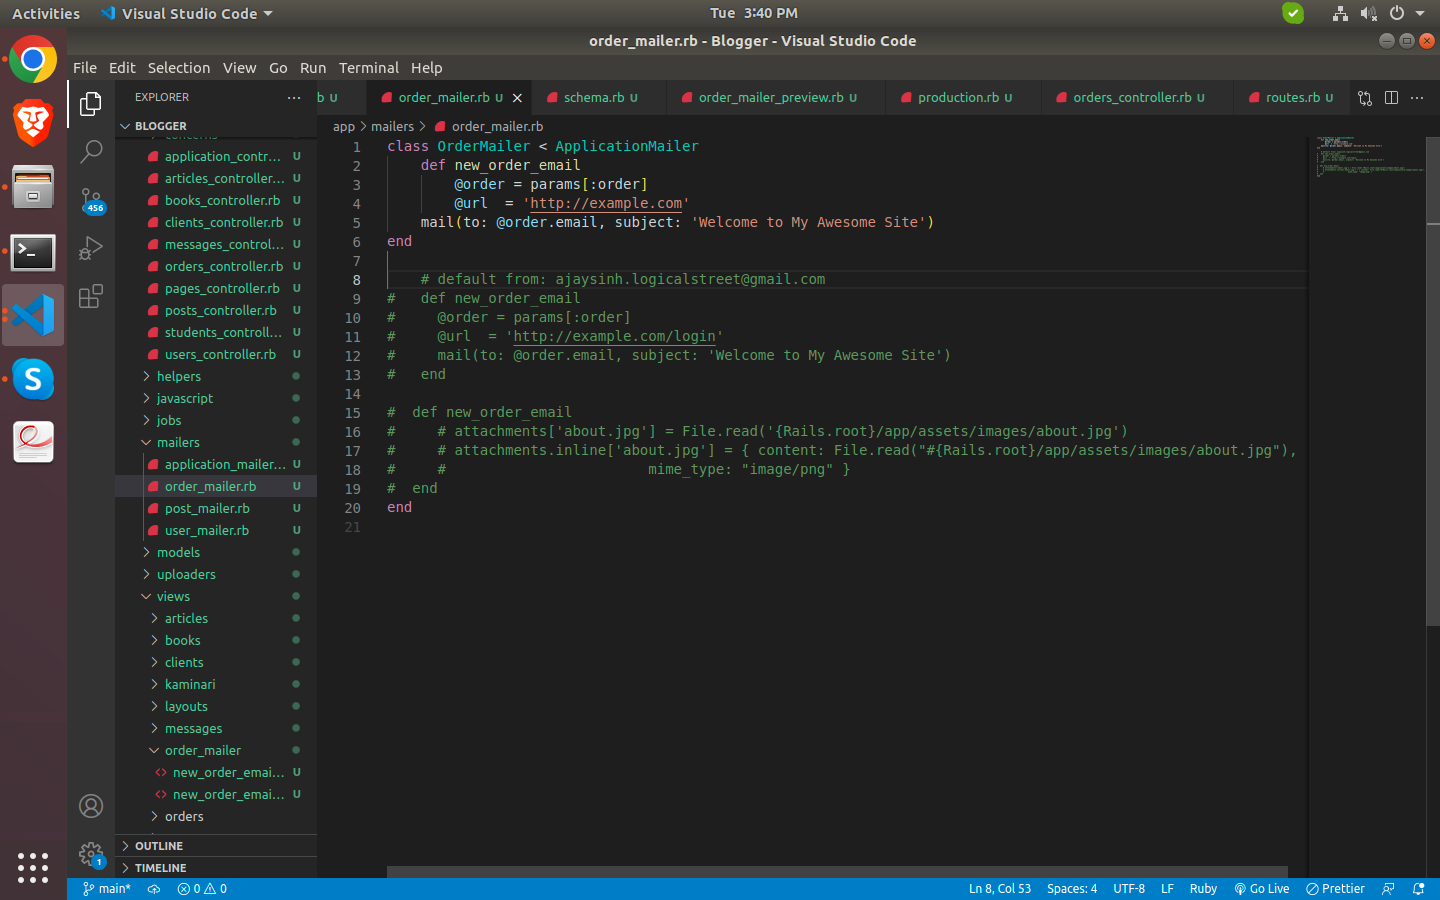 Activities
Visual Studio Code
Tue 3:40 PM
order_mailer.rb - Blogger - Visual Studio Code
File Edit Selection View Go Run Terminal Help
EXPLORER
b U
order_mailer.rb U
schema.rb U
order_mailer_preview.rb U
production.rb U
orders_controller.rb U
routes.rb U
BLOGGER
application_contr... U
articles_controller... U
books_controller.rb U
clients_controller.rb U
messages_control... U
orders_controller.rb U
pages_controller.rb U
posts_controller.rb U
students_controll... U
users_controller.rb U
helpers
javascript
jobs
mailers
application_mailer... U
order_mailer.rb U
post_mailer.rb U
user_mailer.rb U
models
uploaders
views
articles
books
clients
kaminari
layouts
messages
order_mailer
new_order_emai... U
new_order_emai... U
orders
OUTLINE
TIMELINE
456
1
app > mailers > order_mailer.rb
1 class OrderMailer < ApplicationMailer
2 def new_order_email
3 @order = params[:order]
4 @url  = 'http://example.com'
5 mail(to: @order.email, subject: 'Welcome to My Awesome Site')
6 end
7
8 # default from: ajaysinh.logicalstreet@gmail.com
9 #   def new_order_email
10 #     @order = params[:order]
11 #     @url  = 'http://example.com/login'
12 #     mail(to: @order.email, subject: 'Welcome to My Awesome Site')
13 #   end
14
15 #  def new_order_email
16 #     # attachments['about.jpg'] = File.read('{Rails.root}/app/assets/images/about.jpg')
17 #     # attachments.inline['about.jpg'] = { content: File.read("#{Rails.root}/app/assets/images/about.jpg"),
18 #     #                        mime_type: "image/png" }
19 #  end
20 end
21
main* 0 0
Ln 8, Col 53 Spaces: 4 UTF-8 LF Ruby Go Live Prettier